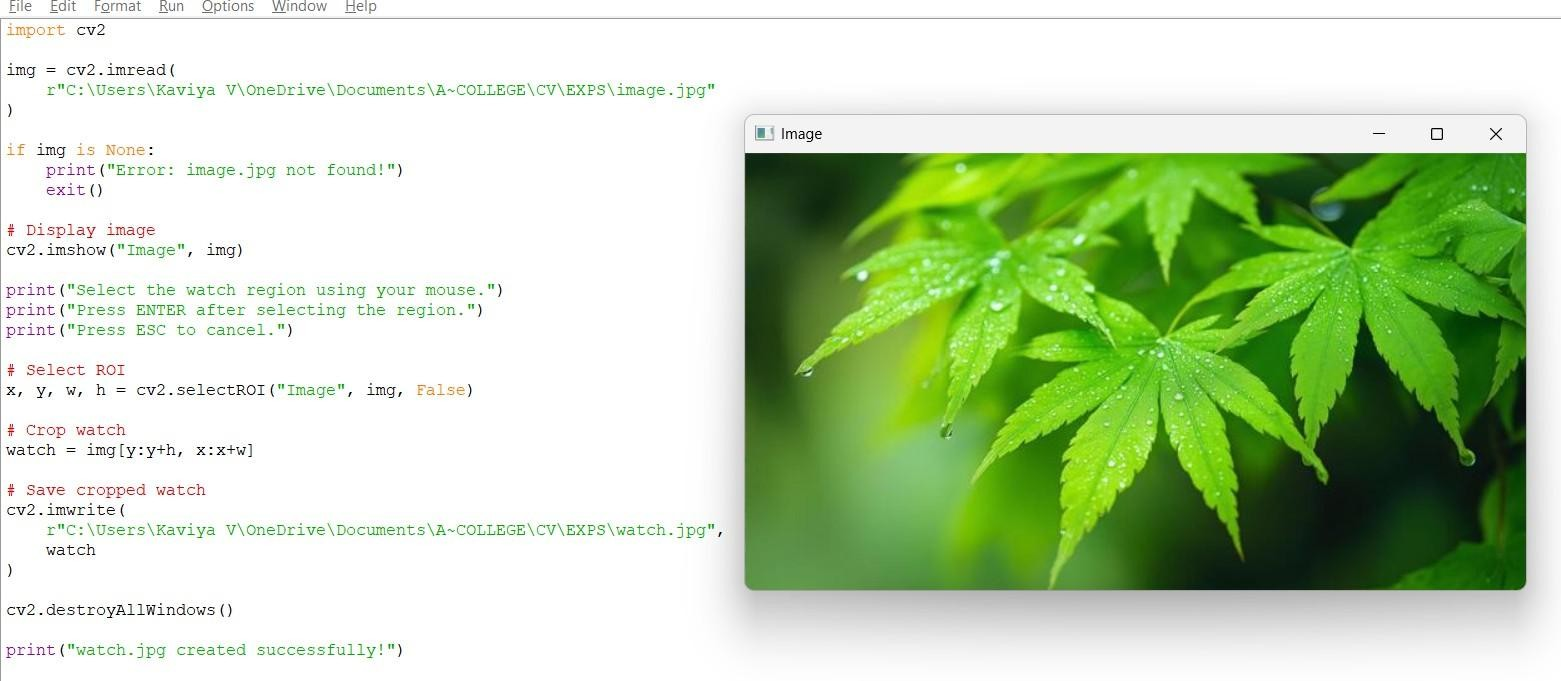 File Edit Format Run Options Window Help
import cv2
img = cv2.imread(
    r"C:\Users\Kaviya V\OneDrive\Documents\A~COLLEGE\CV\EXPS\image.jpg"
)
if img is None:
    print("Error: image.jpg not found!")
    exit()
# Display image
cv2.imshow("Image", img)
print("Select the watch region using your mouse.")
print("Press ENTER after selecting the region.")
print("Press ESC to cancel.")
# Select ROI
x, y, w, h = cv2.selectROI("Image", img, False)
# Crop watch
watch = img[y:y+h, x:x+w]
# Save cropped watch
cv2.imwrite(
    r"C:\Users\Kaviya V\OneDrive\Documents\A~COLLEGE\CV\EXPS\watch.jpg",
    watch
)
cv2.destroyAllWindows()
print("watch.jpg created successfully!")
Image